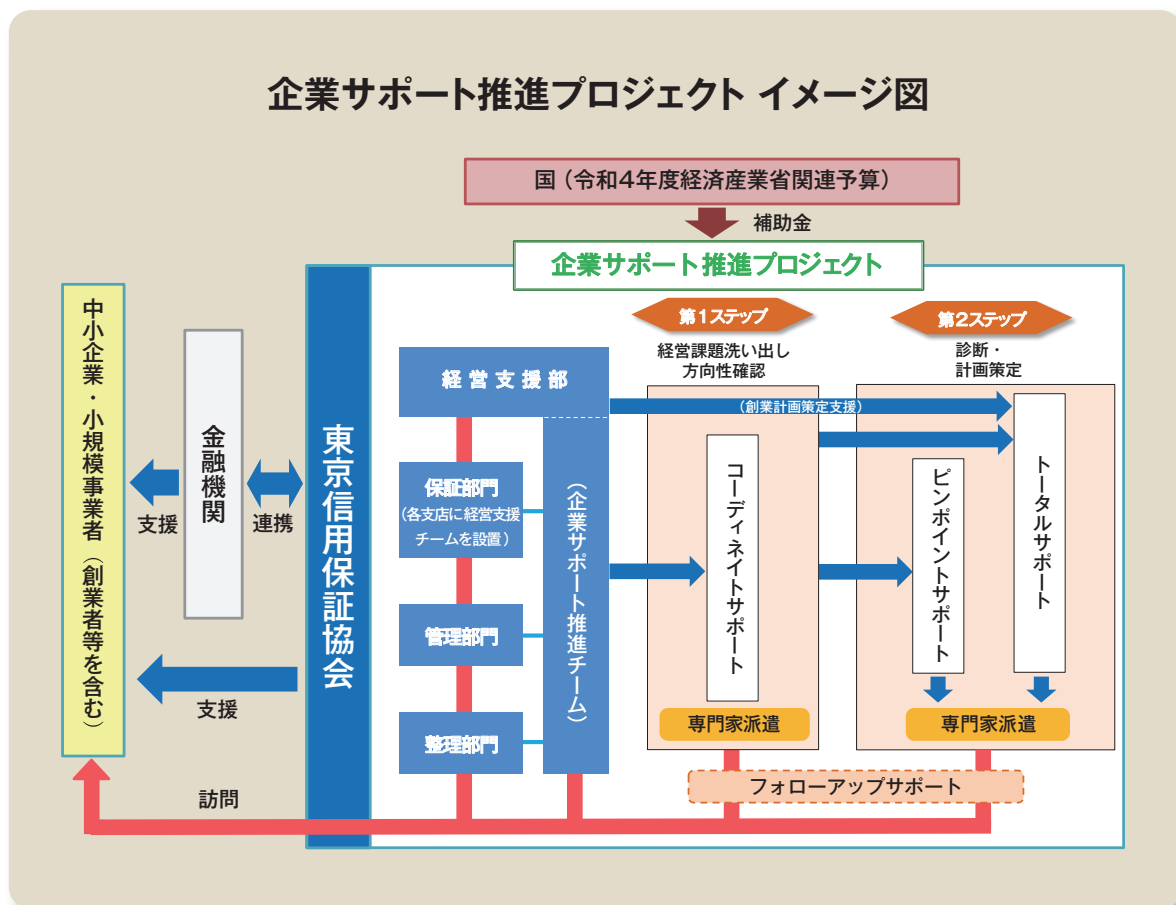 企業サポート推進プロジェクト イメージ図
国（令和4年度経済産業省関連予算）
補助金
企業サポート推進プロジェクト
第1ステップ
経営課題洗い出し
方向性確認
第2ステップ
診断・
計画策定
中小企業・小規模事業者（創業者等を含む）
支援
金融機関
連携
支援
訪問
東京信用保証協会
経営支援部
保証部門
（各支店に経営支援
チームを設置）
管理部門
整理部門
（企業サポート推進チーム）
（創業計画策定支援）
コーディネイトサポート
専門家派遣
ピンポイントサポート
トータルサポート
専門家派遣
フォローアップサポート